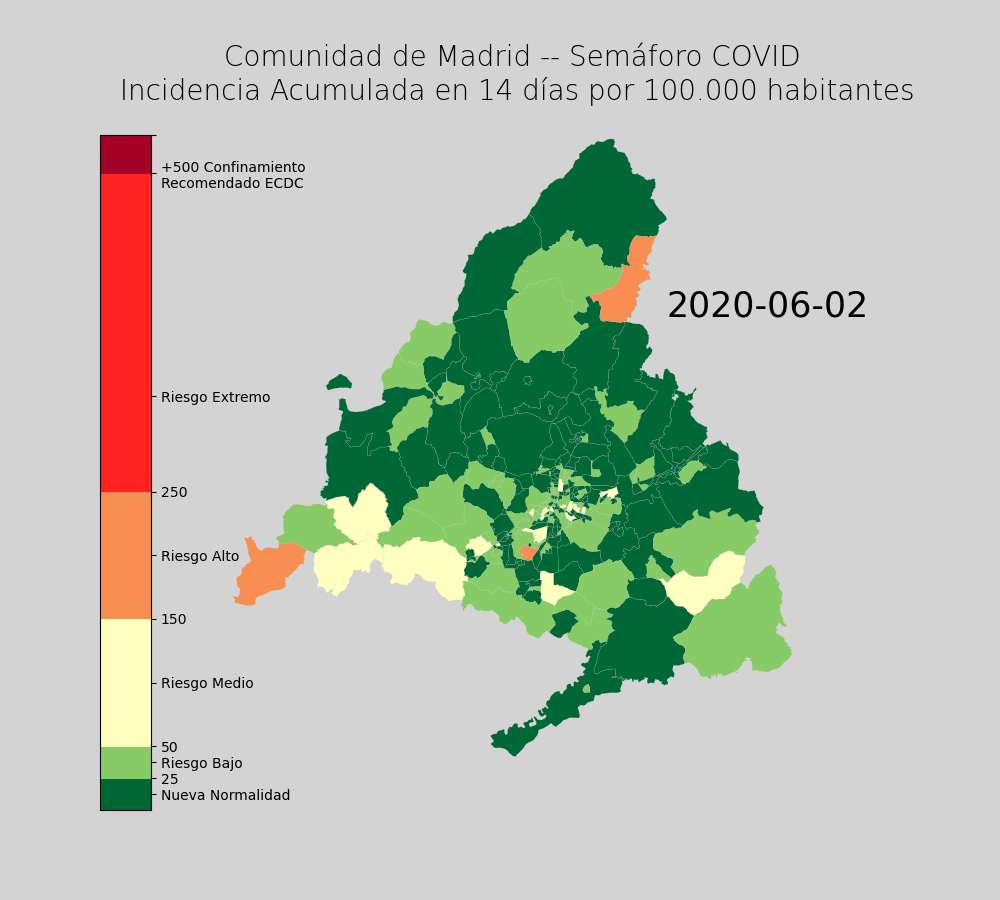 Comunidad de Madrid -- Semáforo COVID
Incidencia Acumulada en 14 días por 100.000 habitantes
+500 Confinamiento
Recomendado ECDC
2020-06-02
Riesgo Extremo
250
Riesgo Alto
150
Riesgo Medio
50
Riesgo Bajo
25
Nueva Normalidad